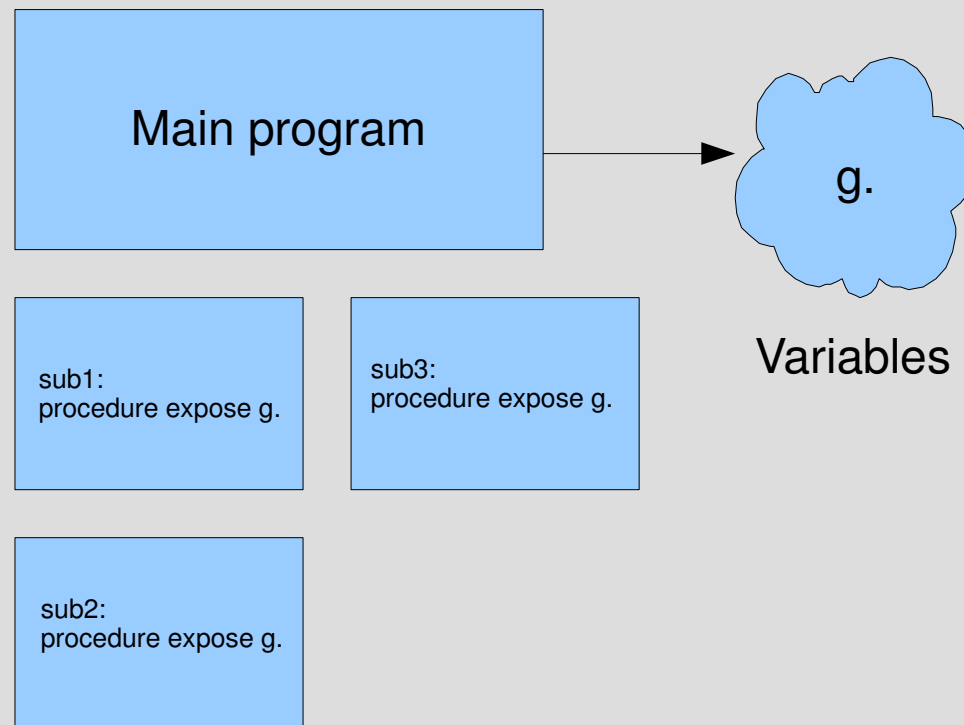 Main program
g.
Variables
sub1:
procedure expose g.
sub3:
procedure expose g.
sub2:
procedure expose g.